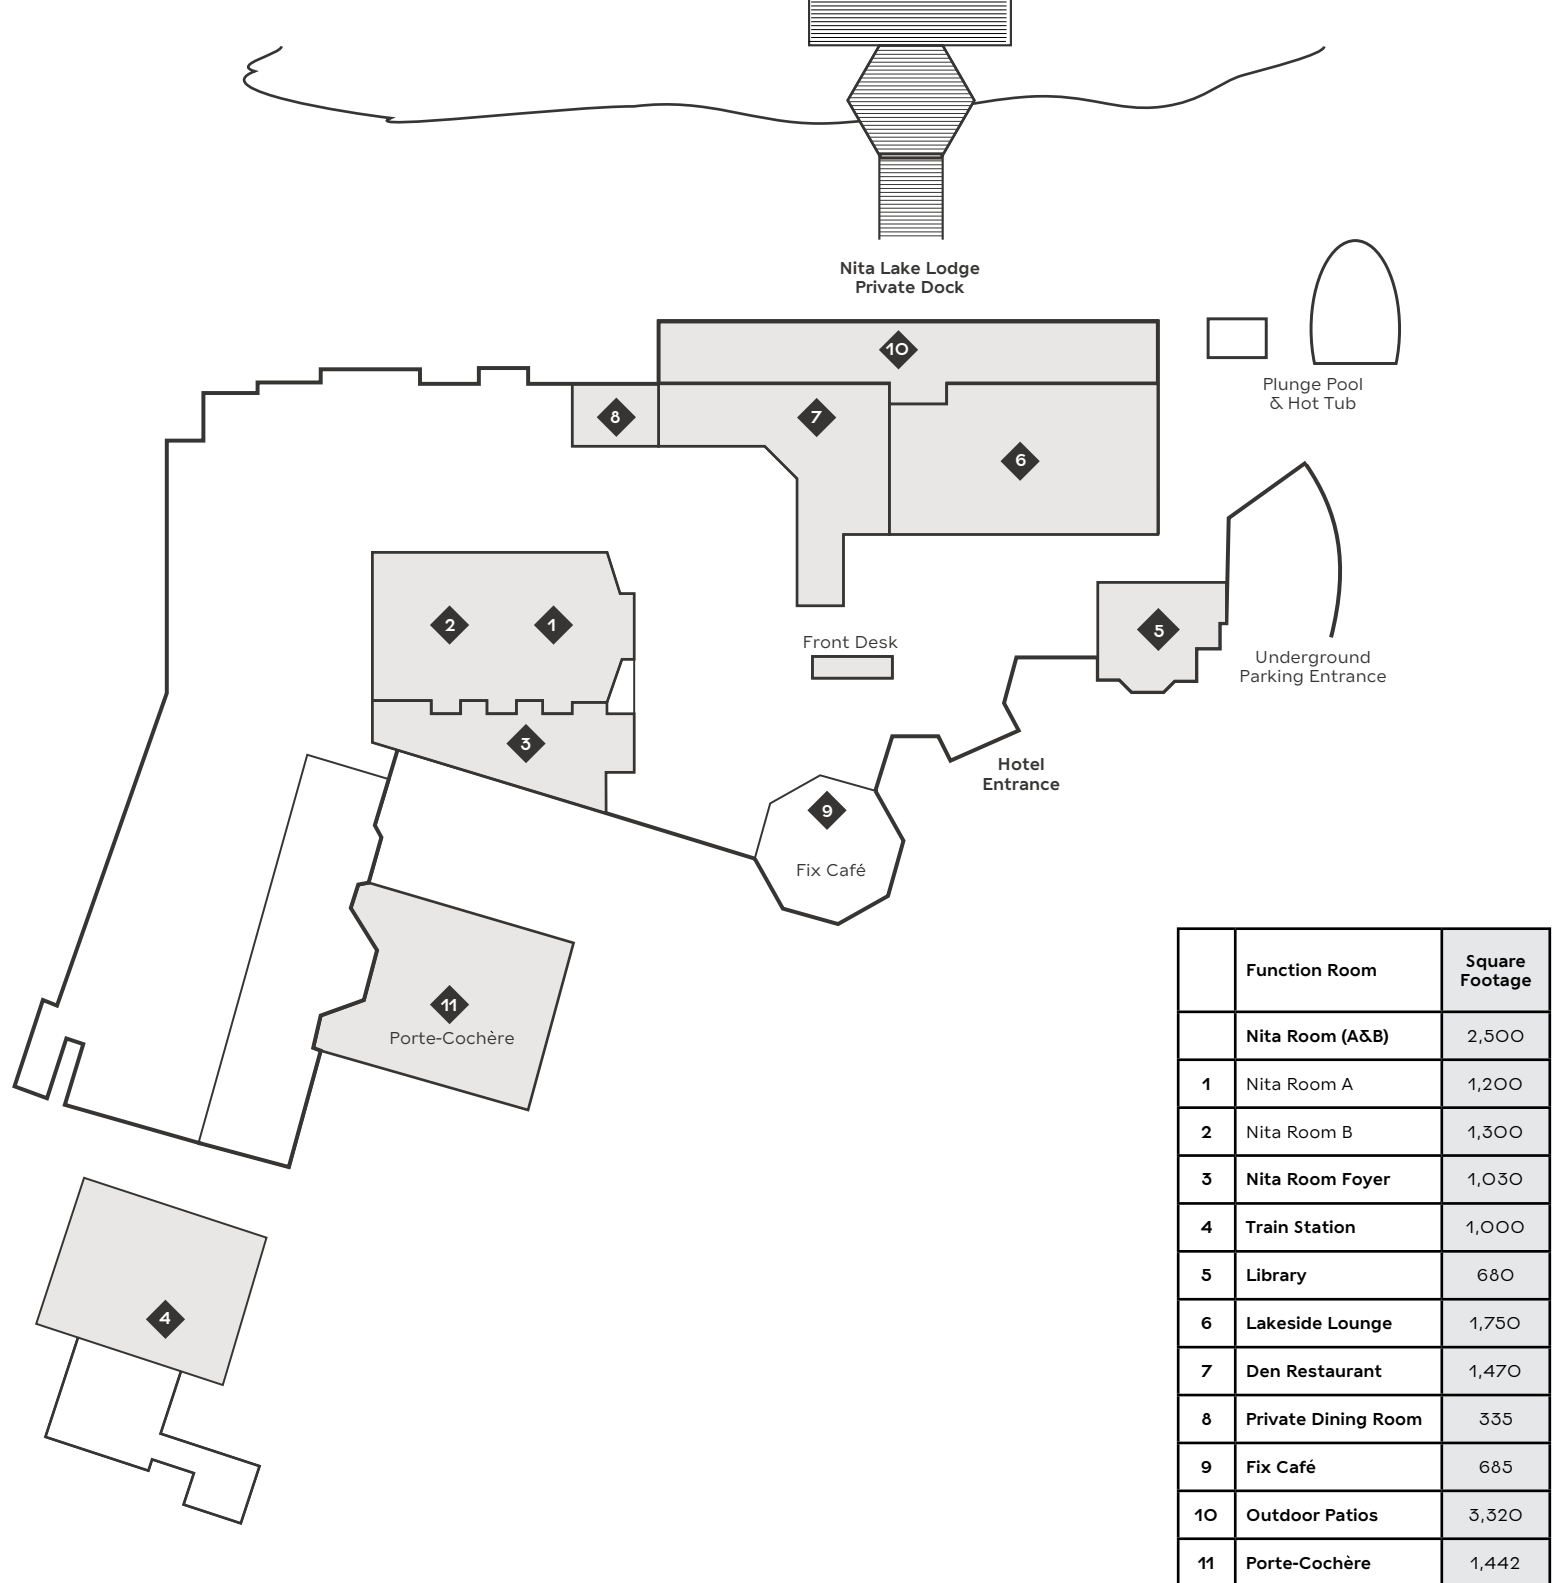 Nita Lake Lodge
Private Dock
10
Plunge Pool
& Hot Tub
8
7
6
2
1
5
Front Desk
Underground
Parking Entrance
3
Hotel
Entrance
9
Fix Café
11
Porte-Cochère
4
Function Room Square Footage
Nita Room (A&B) 2,500
1 Nita Room A 1,200
2 Nita Room B 1,300
3 Nita Room Foyer 1,030
4 Train Station 1,000
5 Library 680
6 Lakeside Lounge 1,750
7 Den Restaurant 1,470
8 Private Dining Room 335
9 Fix Café 685
10 Outdoor Patios 3,320
11 Porte-Cochère 1,442